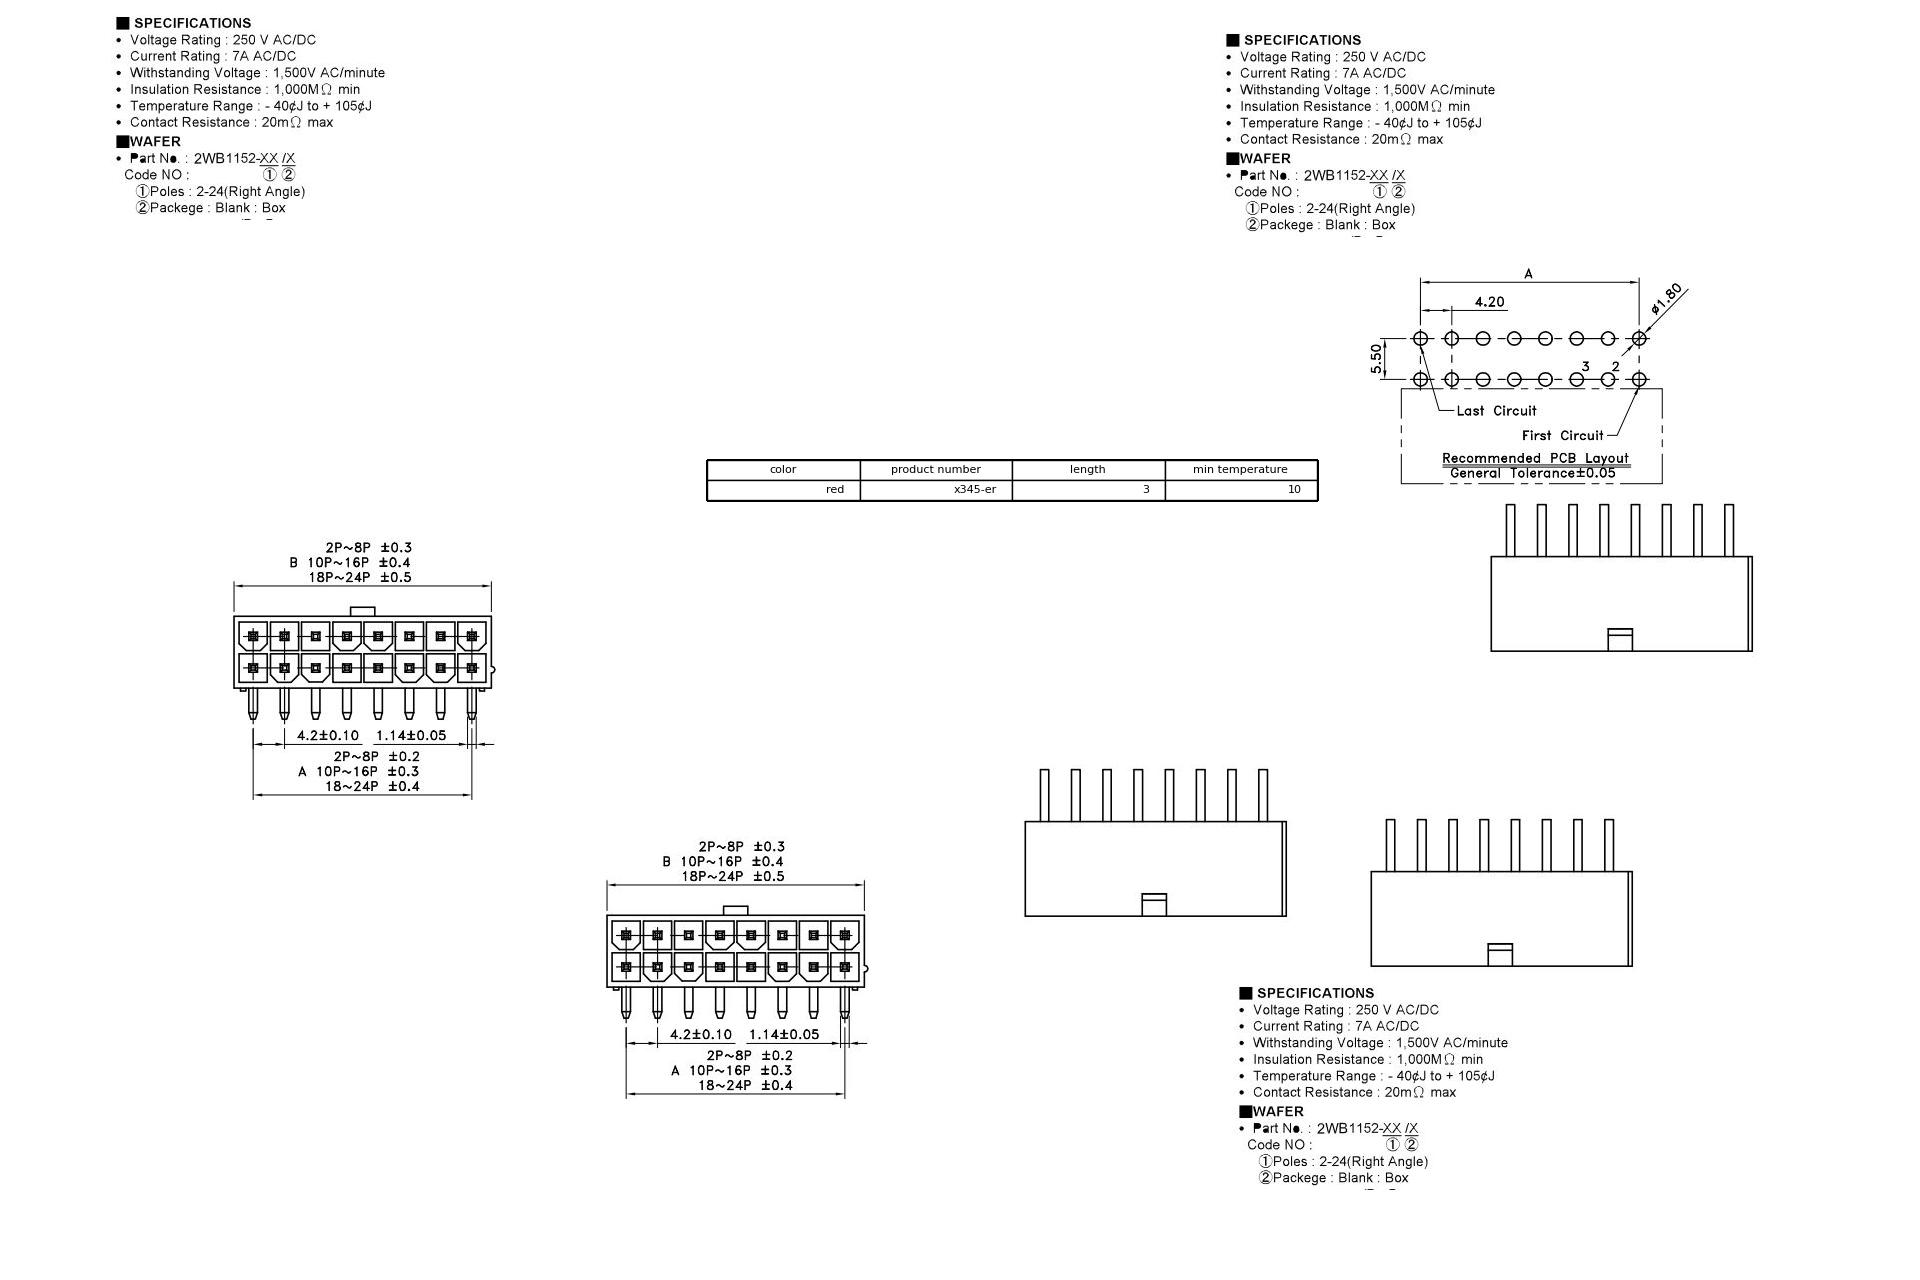 ■ SPECIFICATIONS
• Voltage Rating : 250 V AC/DC
• Current Rating : 7A AC/DC
• Withstanding Voltage : 1,500V AC/minute
• Insulation Resistance : 1,000MΩ min
• Temperature Range : - 40¢J to + 105¢J
• Contact Resistance : 20mΩ max
■WAFER
• Part No. : 2WB1152-XX /X
Code NO : ① ②
①Poles : 2-24(Right Angle)
②Packege : Blank : Box
■ SPECIFICATIONS
• Voltage Rating : 250 V AC/DC
• Current Rating : 7A AC/DC
• Withstanding Voltage : 1,500V AC/minute
• Insulation Resistance : 1,000MΩ min
• Temperature Range : - 40¢J to + 105¢J
• Contact Resistance : 20mΩ max
■WAFER
• Part No. : 2WB1152-XX /X
Code NO : ① ②
①Poles : 2-24(Right Angle)
②Packege : Blank : Box
A
4.20
ø1.80
5.50
3 2
Last Circuit
First Circuit
Recommended PCB Layout
General Tolerance±0.05
color product number length min temperature
red x345-er 3 10
2P~8P ±0.3
B 10P~16P ±0.4
18P~24P ±0.5
4.2±0.10 1.14±0.05
2P~8P ±0.2
A 10P~16P ±0.3
18~24P ±0.4
2P~8P ±0.3
B 10P~16P ±0.4
18P~24P ±0.5
4.2±0.10 1.14±0.05
2P~8P ±0.2
A 10P~16P ±0.3
18~24P ±0.4
■ SPECIFICATIONS
• Voltage Rating : 250 V AC/DC
• Current Rating : 7A AC/DC
• Withstanding Voltage : 1,500V AC/minute
• Insulation Resistance : 1,000MΩ min
• Temperature Range : - 40¢J to + 105¢J
• Contact Resistance : 20mΩ max
■WAFER
• Part No. : 2WB1152-XX /X
Code NO : ① ②
①Poles : 2-24(Right Angle)
②Packege : Blank : Box